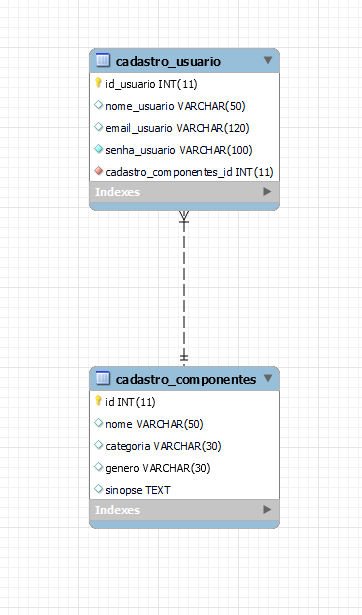 cadastro_usuario
id_usuario INT(11)
nome_usuario VARCHAR(50)
email_usuario VARCHAR(120)
senha_usuario VARCHAR(100)
cadastro_componentes_id INT(11)
Indexes
cadastro_componentes
id INT(11)
nome VARCHAR(50)
categoria VARCHAR(30)
genero VARCHAR(30)
sinopse TEXT
Indexes